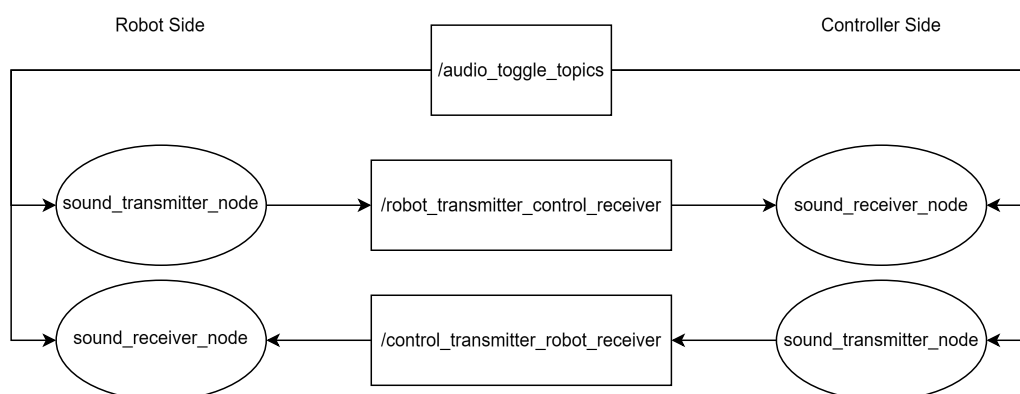 Robot Side
Controller Side
/audio_toggle_topics
sound_transmitter_node
/robot_transmitter_control_receiver
sound_receiver_node
sound_receiver_node
/control_transmitter_robot_receiver
sound_transmitter_node